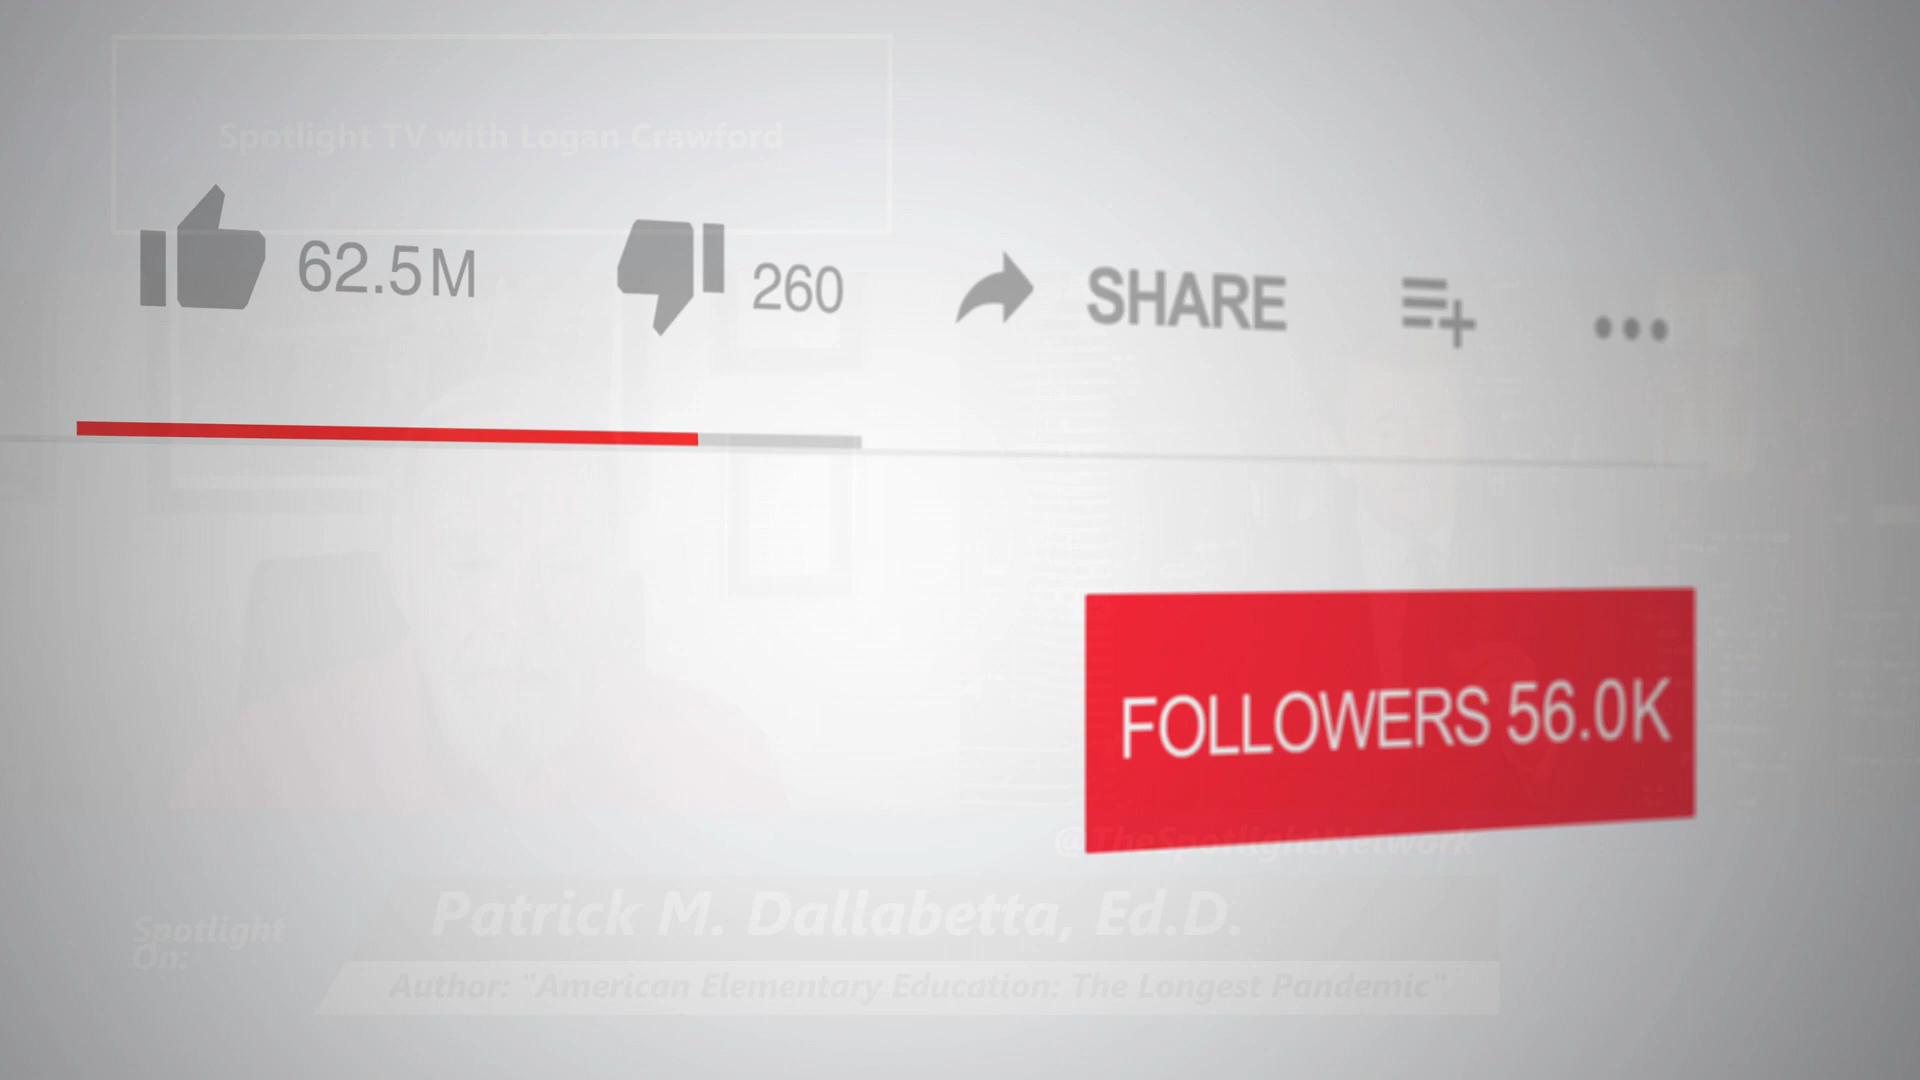 Spotlight TV with Logan Crawford
62.5M
260
SHARE
FOLLOWERS 56.0K
@TheSpotlightNetwork
Patrick M. Dallabetta, Ed.D.
Spotlight
On:
Author: "American Elementary Education: The Longest Pandemic"